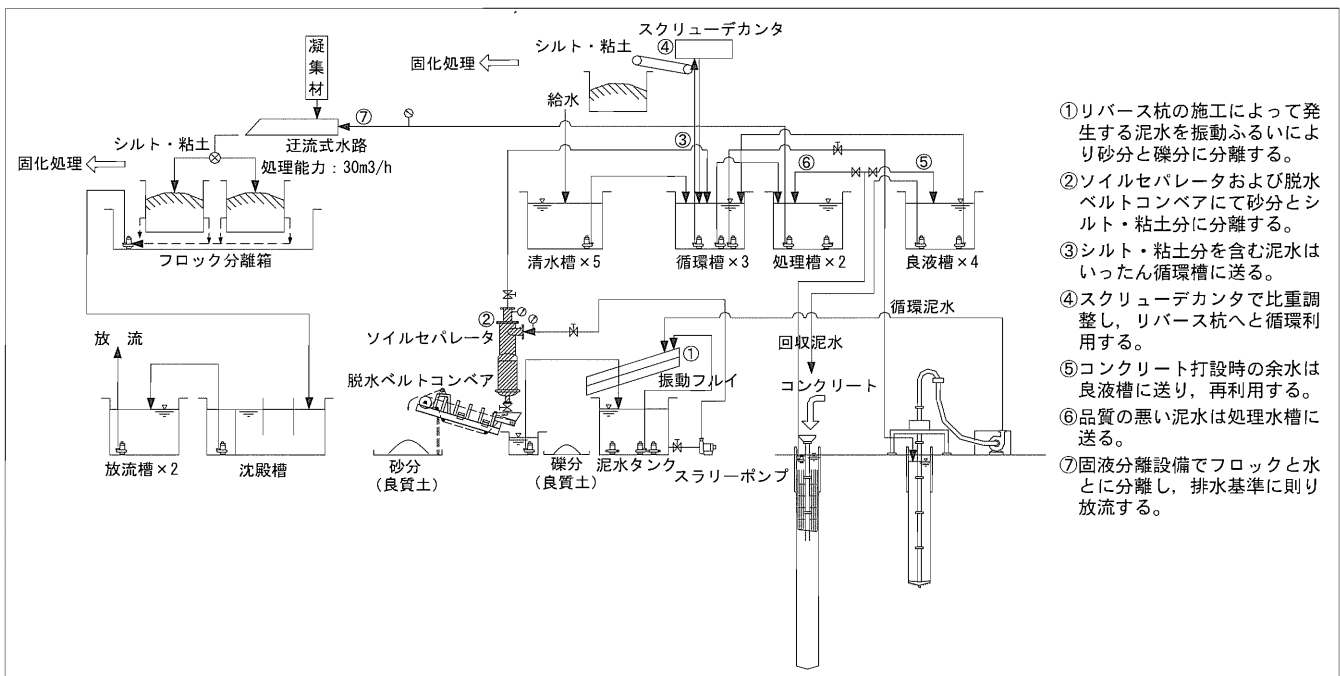 スクリューデカンタ
④
シルト・粘土
固化処理
凝集材
給水
⑦
③
シルト・粘土
迂流式水路
固化処理
処理能力：30m3/h
⑥
⑤
フロック分離箱
清水槽×5
循環槽×3
処理槽×2
良液槽×4
循環泥水
②
ソイルセパレータ
①
回収泥水
放 流
脱水ベルトコンベア
振動フルイ
コンクリート
放流槽×2
沈殿槽
砂分
（良質土）
礫分
（良質土）
泥水タンク
スラリーポンプ
①リバース杭の施工によって発
生する泥水を振動ふるいによ
り砂分と礫分に分離する。
②ソイルセパレータおよび脱水
ベルトコンベアにて砂分とシ
ルト・粘土分に分離する。
③シルト・粘土分を含む泥水は
いったん循環槽に送る。
④スクリューデカンタで比重調
整し，リバース杭へと循環利
用する。
⑤コンクリート打設時の余水は
良液槽に送り，再利用する。
⑥品質の悪い泥水は処理水槽に
送る。
⑦固液分離設備でフロックと水
とに分離し，排水基準に則り
放流する。